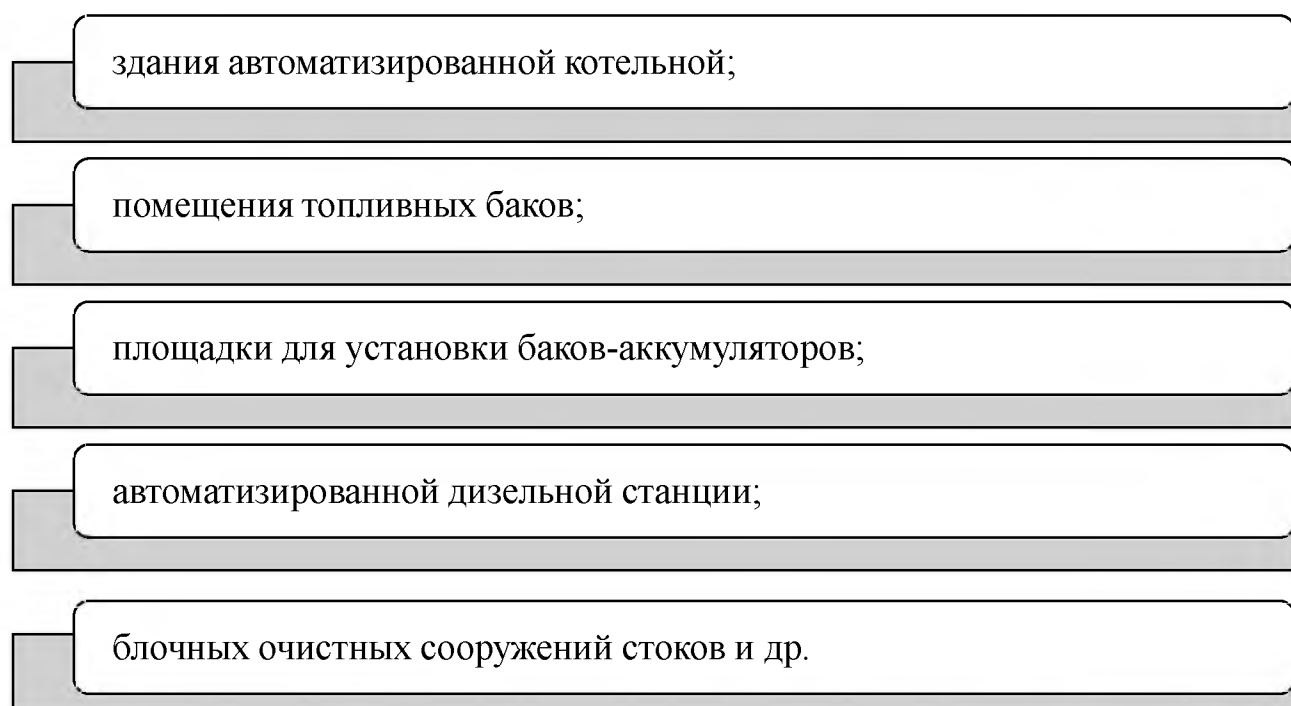 здания автоматизированной котельной;
помещения топливных баков;
площадки для установки баков-аккумуляторов;
автоматизированной дизельной станции;
блочных очистных сооружений стоков и др.